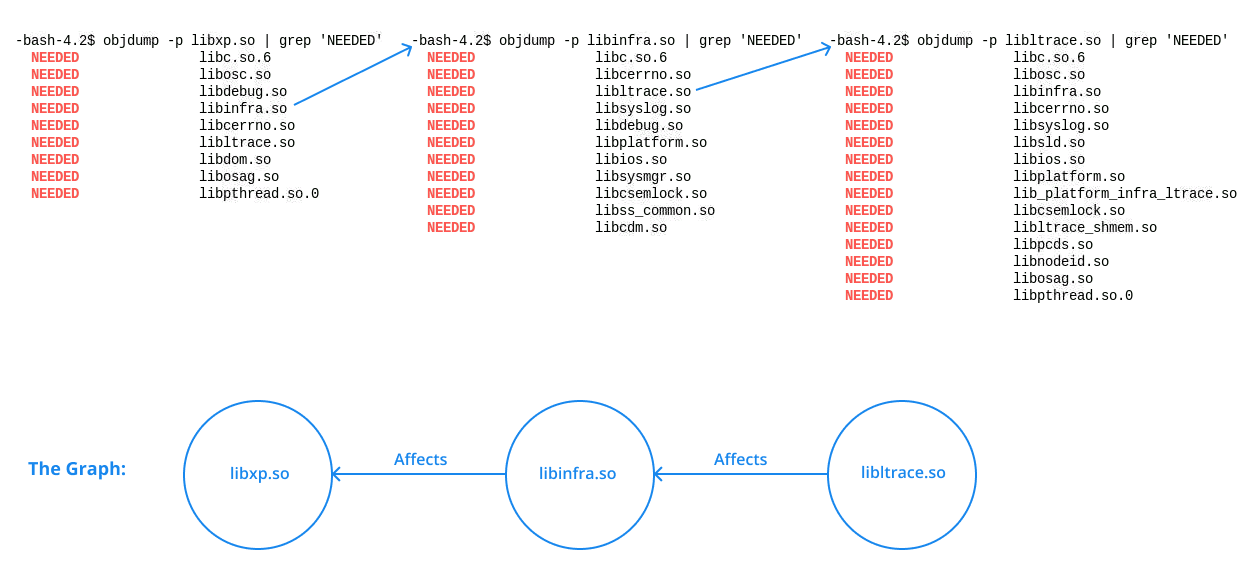 -bash-4.2$ objdump -p libxp.so | grep 'NEEDED'
NEEDED libc.so.6
NEEDED libosc.so
NEEDED libdebug.so
NEEDED libinfra.so
NEEDED libcerrno.so
NEEDED libltrace.so
NEEDED libdom.so
NEEDED libosag.so
NEEDED libpthread.so.0
-bash-4.2$ objdump -p libinfra.so | grep 'NEEDED'
NEEDED libc.so.6
NEEDED libcerrno.so
NEEDED libltrace.so
NEEDED libsyslog.so
NEEDED libdebug.so
NEEDED libplatform.so
NEEDED libios.so
NEEDED libsysmgr.so
NEEDED libcsemlock.so
NEEDED libss_common.so
NEEDED libcdm.so
-bash-4.2$ objdump -p libltrace.so | grep 'NEEDED'
NEEDED libc.so.6
NEEDED libosc.so
NEEDED libinfra.so
NEEDED libcerrno.so
NEEDED libsyslog.so
NEEDED libsld.so
NEEDED libios.so
NEEDED libplatform.so
NEEDED lib_platform_infra_ltrace.so
NEEDED libcsemlock.so
NEEDED libltrace_shmem.so
NEEDED libpcds.so
NEEDED libnodeid.so
NEEDED libosag.so
NEEDED libpthread.so.0
The Graph:
libxp.so
Affects
libinfra.so
Affects
libltrace.so